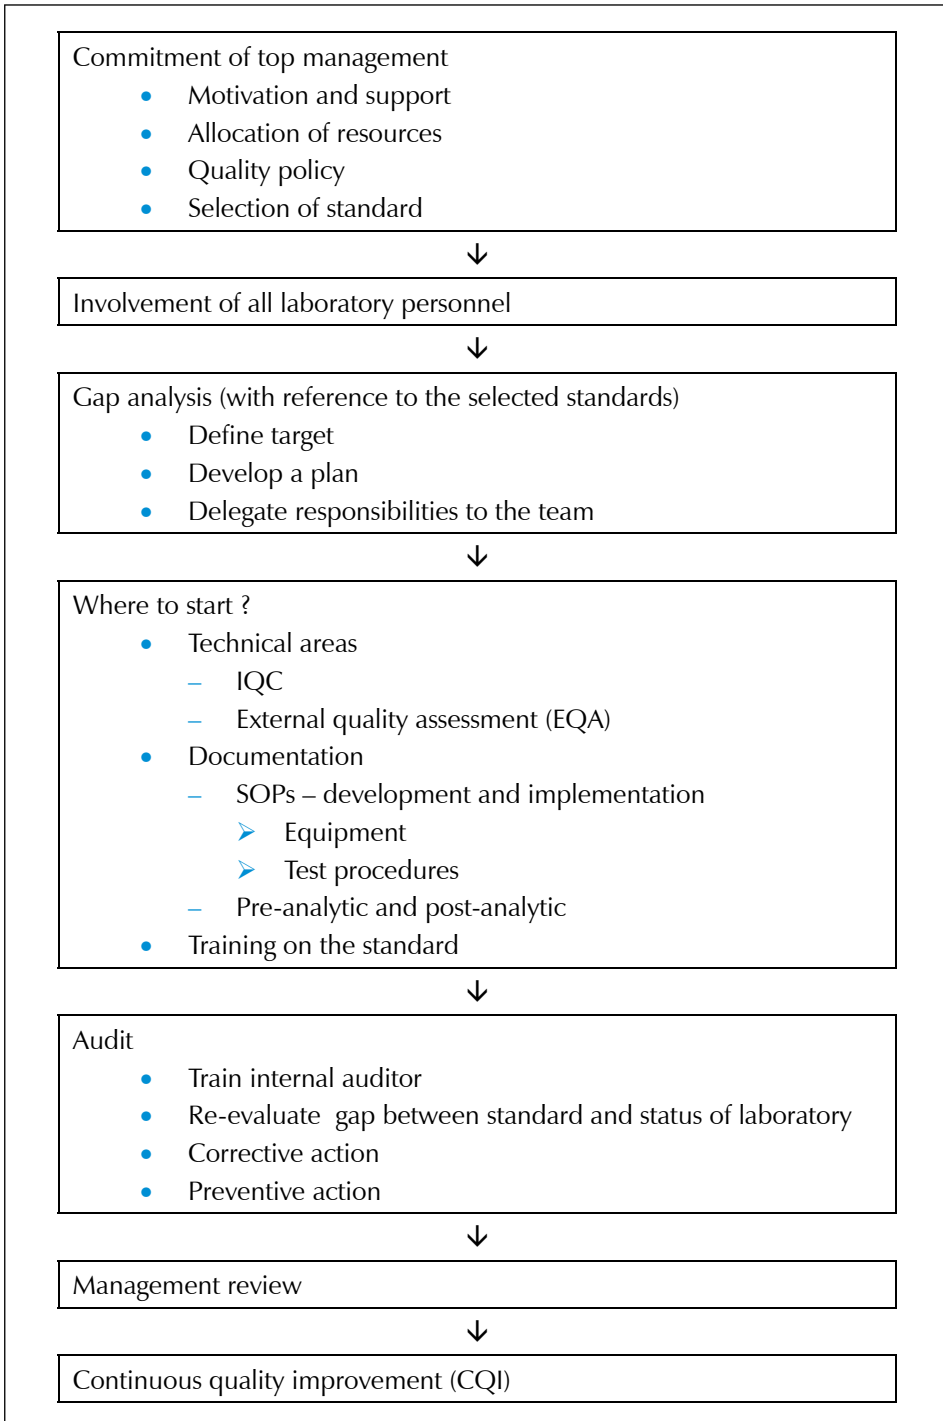 Commitment of top management
• Motivation and support
• Allocation of resources
• Quality policy
• Selection of standard
↓
Involvement of all laboratory personnel
↓
Gap analysis (with reference to the selected standards)
• Define target
• Develop a plan
• Delegate responsibilities to the team
↓
Where to start ?
• Technical areas
– IQC
– External quality assessment (EQA)
• Documentation
– SOPs – development and implementation
➢ Equipment
➢ Test procedures
– Pre-analytic and post-analytic
• Training on the standard
↓
Audit
• Train internal auditor
• Re-evaluate gap between standard and status of laboratory
• Corrective action
• Preventive action
↓
Management review
↓
Continuous quality improvement (CQI)